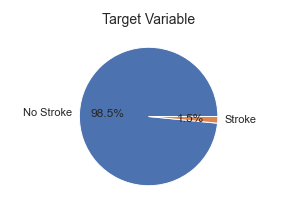 Target Variable
No Stroke
98.5%
1.5%
Stroke